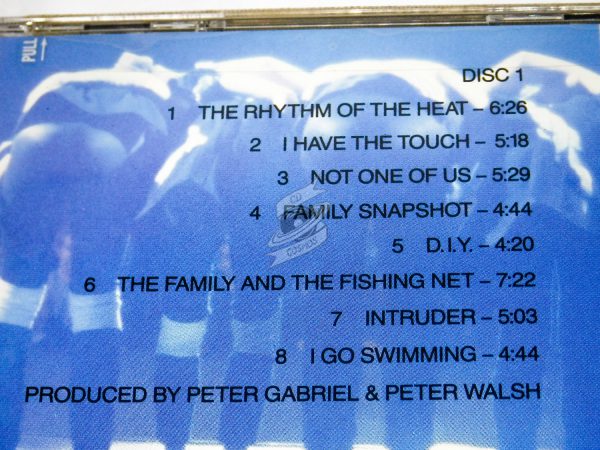 PULL
DISC 1
1 THE RHYTHM OF THE HEAT – 6:26
2 I HAVE THE TOUCH – 5:18
3 NOT ONE OF US – 5:29
4 FAMILY SNAPSHOT – 4:44
5 D.I.Y. – 4:20
6 THE FAMILY AND THE FISHING NET – 7:22
7 INTRUDER – 5:03
8 I GO SWIMMING – 4:44
PRODUCED BY PETER GABRIEL & PETER WALSH
CD
COSMOS